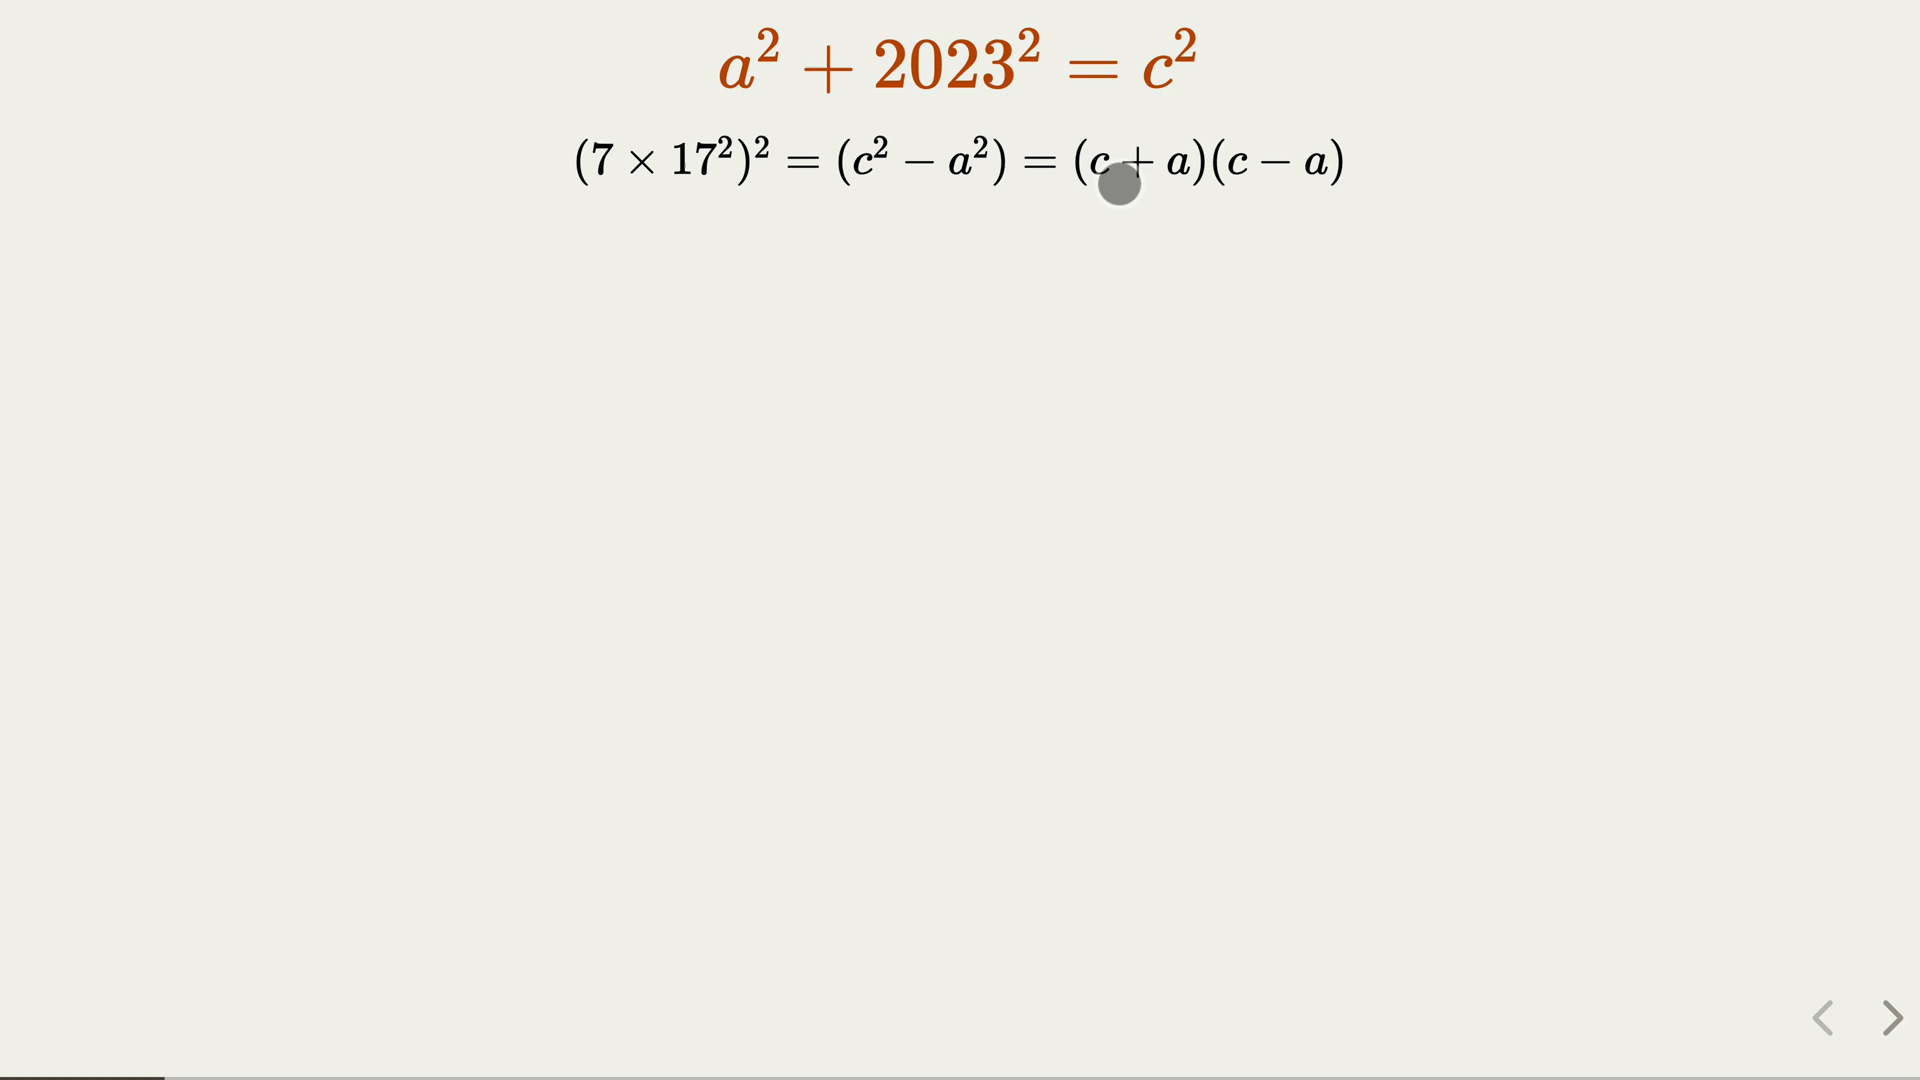 a² + 2023² = c²
(7 × 17²)² = (c² − a²) = (c + a)(c − a)